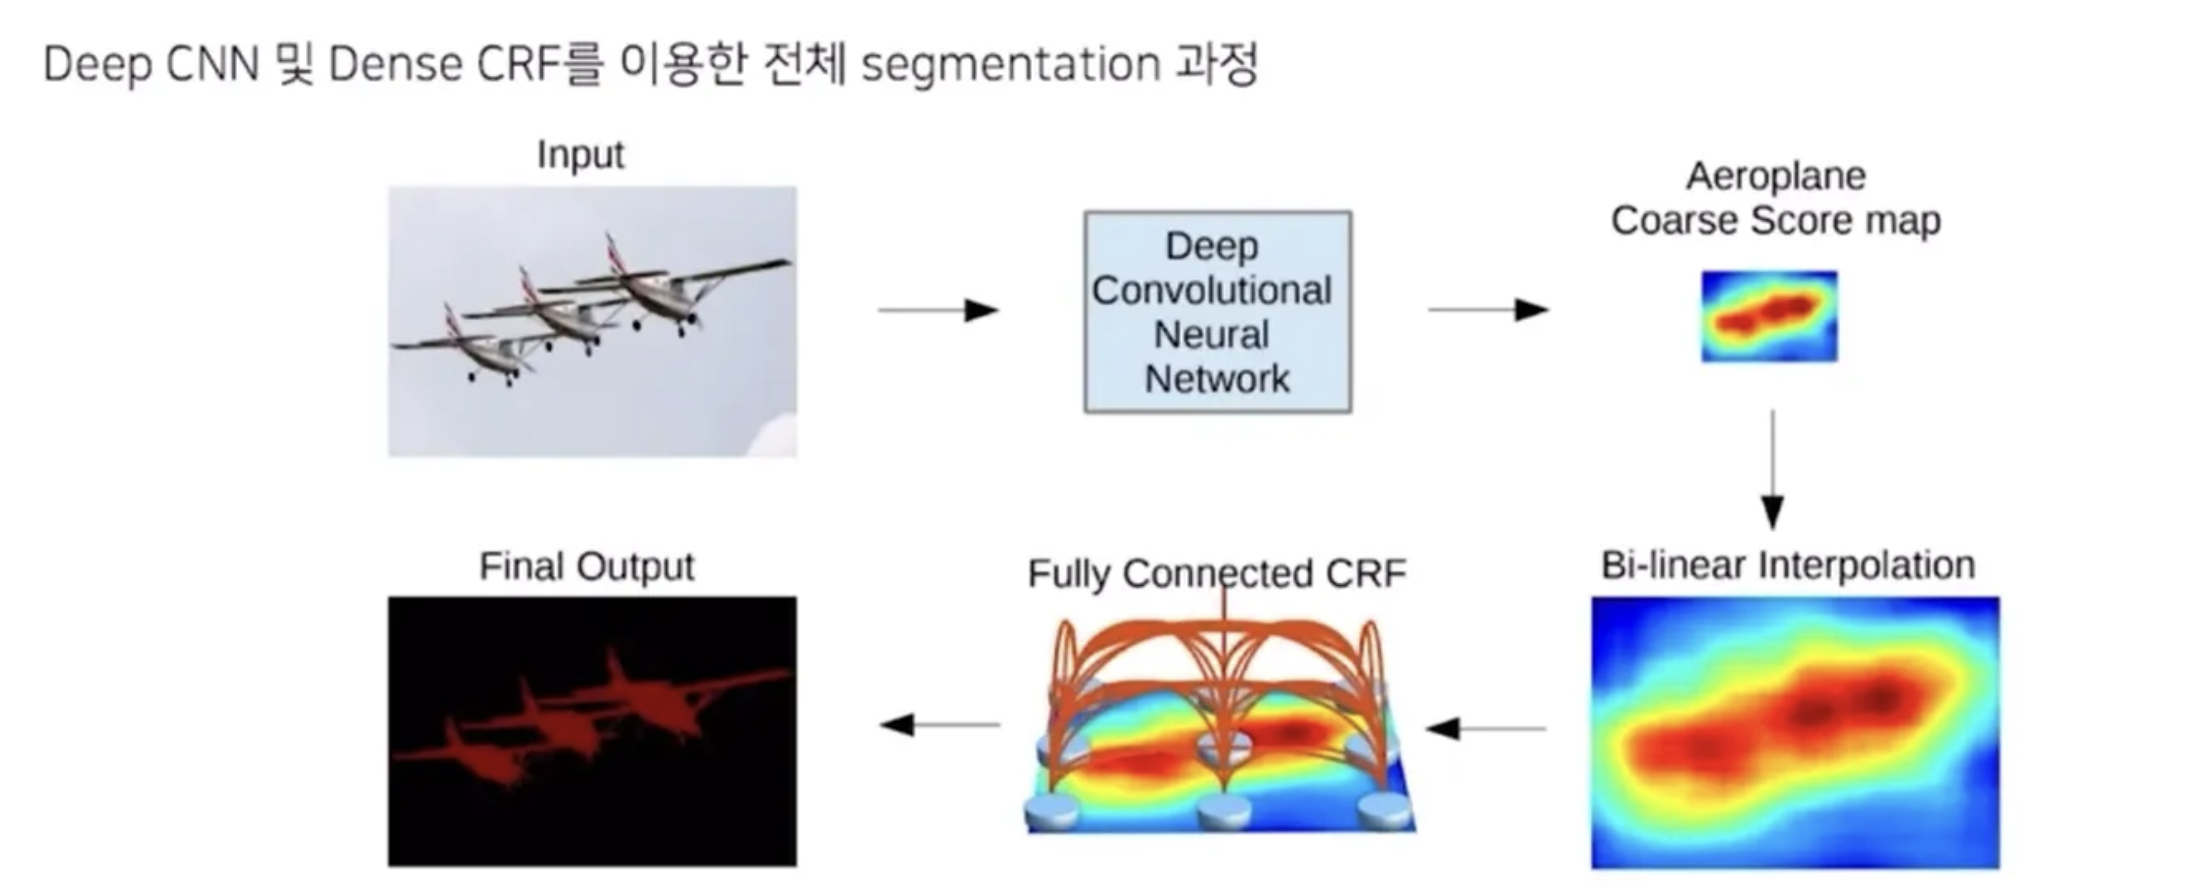 Deep CNN 및 Dense CRF를 이용한 전체 segmentation 과정
Input
Deep
Convolutional
Neural
Network
Aeroplane
Coarse Score map
Bi-linear Interpolation
Fully Connected CRF
Final Output